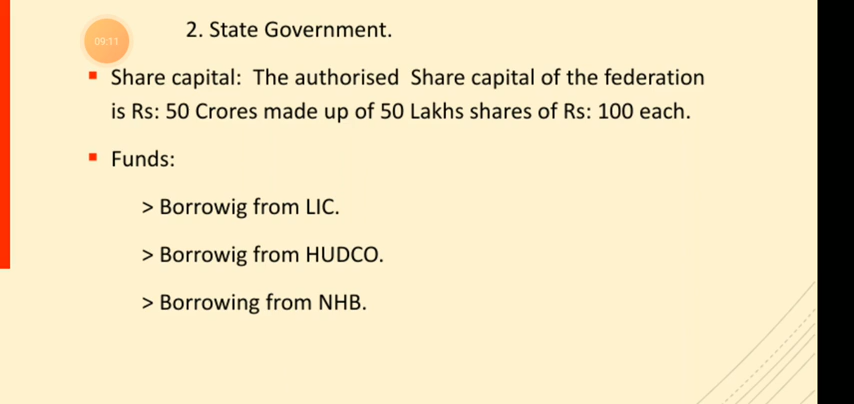 2. State Government.
09:11
▪ Share capital:  The authorised  Share capital of the federation
is Rs: 50 Crores made up of 50 Lakhs shares of Rs: 100 each.
▪ Funds:
> Borrowig from LIC.
> Borrowig from HUDCO.
> Borrowing from NHB.